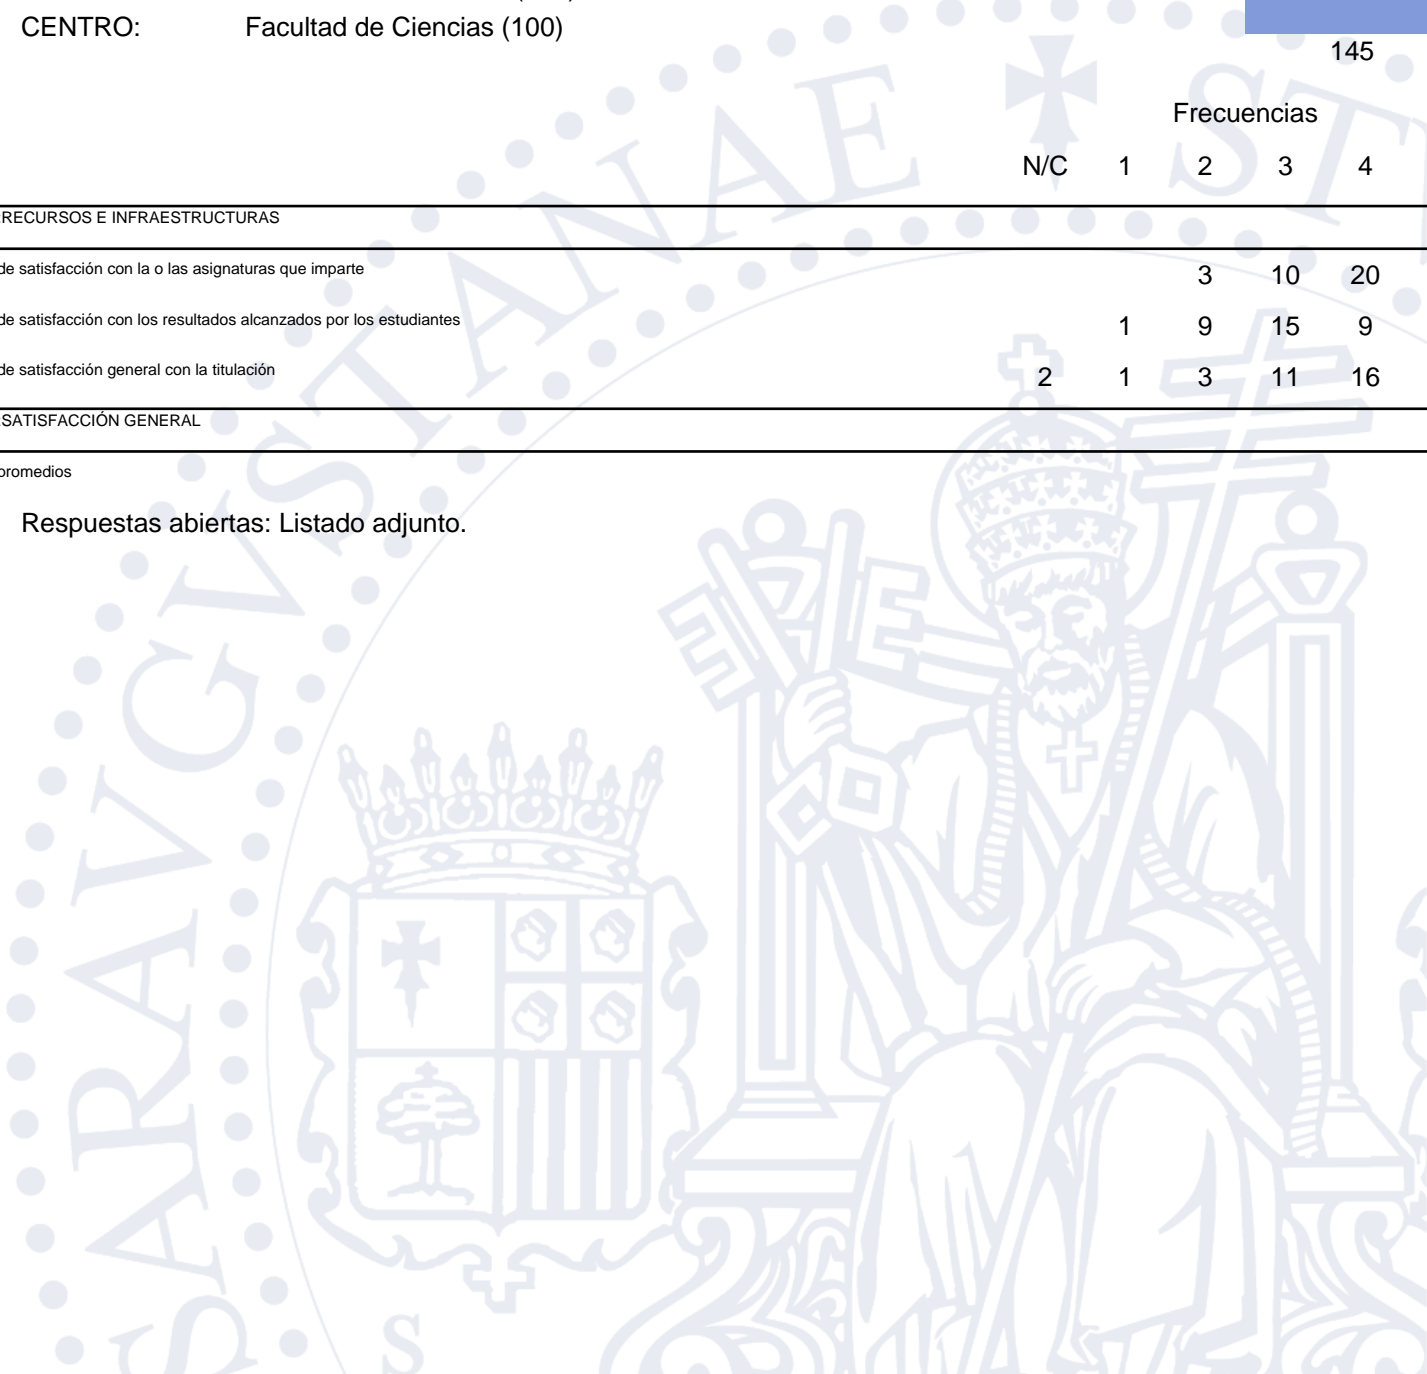 CENTRO: Facultad de Ciencias (100)
145
Frecuencias
N/C 1 2 3 4
RECURSOS E INFRAESTRUCTURAS
de satisfacción con la o las asignaturas que imparte 3 10 20
de satisfacción con los resultados alcanzados por los estudiantes 1 9 15 9
de satisfacción general con la titulación 2 1 3 11 16
SATISFACCIÓN GENERAL
promedios
Respuestas abiertas: Listado adjunto.
SARAVGVSTANAE ST
S